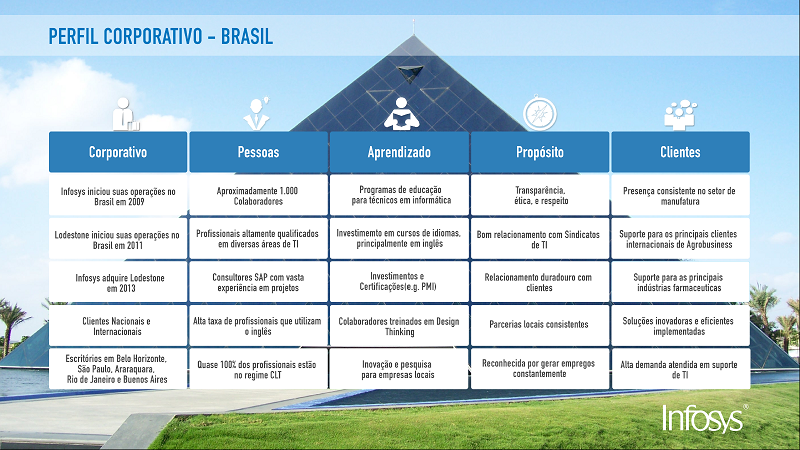 PERFIL CORPORATIVO - BRASIL
Corporativo
Pessoas
Aprendizado
Propósito
Clientes
Infosys iniciou suas operações no
Brasil em 2009
Aproximadamente 1.000
Colaboradores
Programas de educação
para técnicos em informática
Transparência,
ética, e respeito
Presença consistente no setor de
manufatura
Lodestone iniciou suas operações no
Brasil em 2011
Profissionais altamente qualificados
em diversas áreas de TI
Investimento em cursos de idiomas,
principalmente em inglês
Bom relacionamento com Sindicatos
de TI
Suporte para os principais clientes
internacionais de Agrobusiness
Infosys adquire Lodestone
em 2013
Consultores SAP com vasta
experiência em projetos
Investimentos e
Certificações(e.g. PMI)
Relacionamento duradouro com
clientes
Suporte para as principais
indústrias farmaceuticas
Clientes Nacionais e
Internacionais
Alta taxa de profissionais que utilizam
o inglês
Colaboradores treinados em Design
Thinking
Parcerias locais consistentes
Soluções inovadoras e eficientes
implementadas
Escritórios em Belo Horizonte,
São Paulo, Araraquara,
Rio de Janeiro e Buenos Aires
Quase 100% dos profissionais estão
no regime CLT
Inovação e pesquisa
para empresas locais
Reconhecida por gerar empregos
constantemente
Alta demanda atendida em suporte
de TI
Infosys®